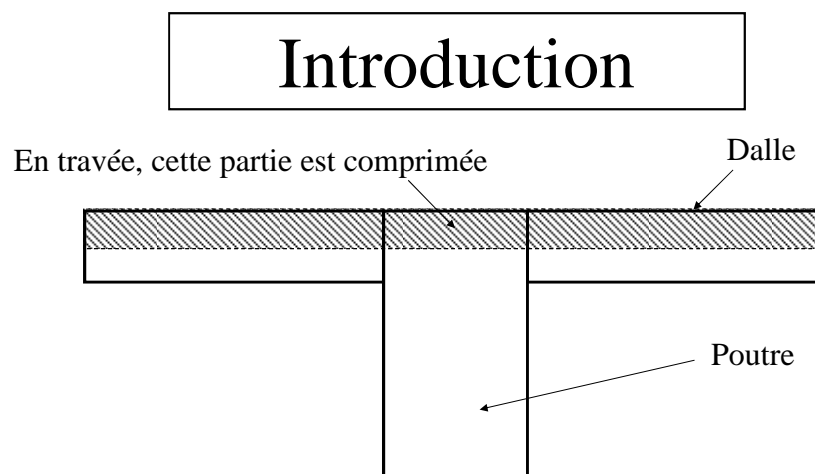 Introduction
En travée, cette partie est comprimée
Dalle
Poutre